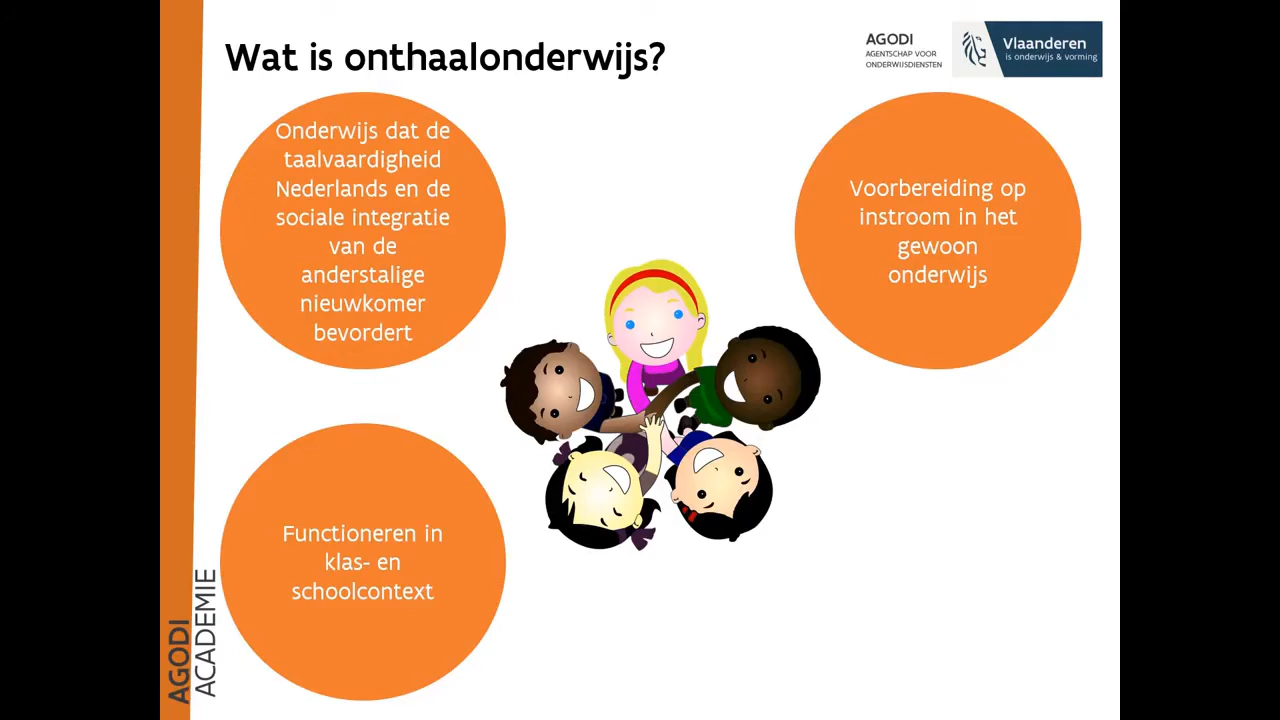 Wat is onthaalonderwijs?
AGODI
AGENTSCHAP VOOR
ONDERWIJSDIENSTEN
Vlaanderen
is onderwijs & vorming
Onderwijs dat de
taalvaardigheid
Nederlands en de
sociale integratie
van de
anderstalige
nieuwkomer
bevordert
Voorbereiding op
instroom in het
gewoon
onderwijs
Functioneren in
klas- en
schoolcontext
AGODI
ACADEMIE